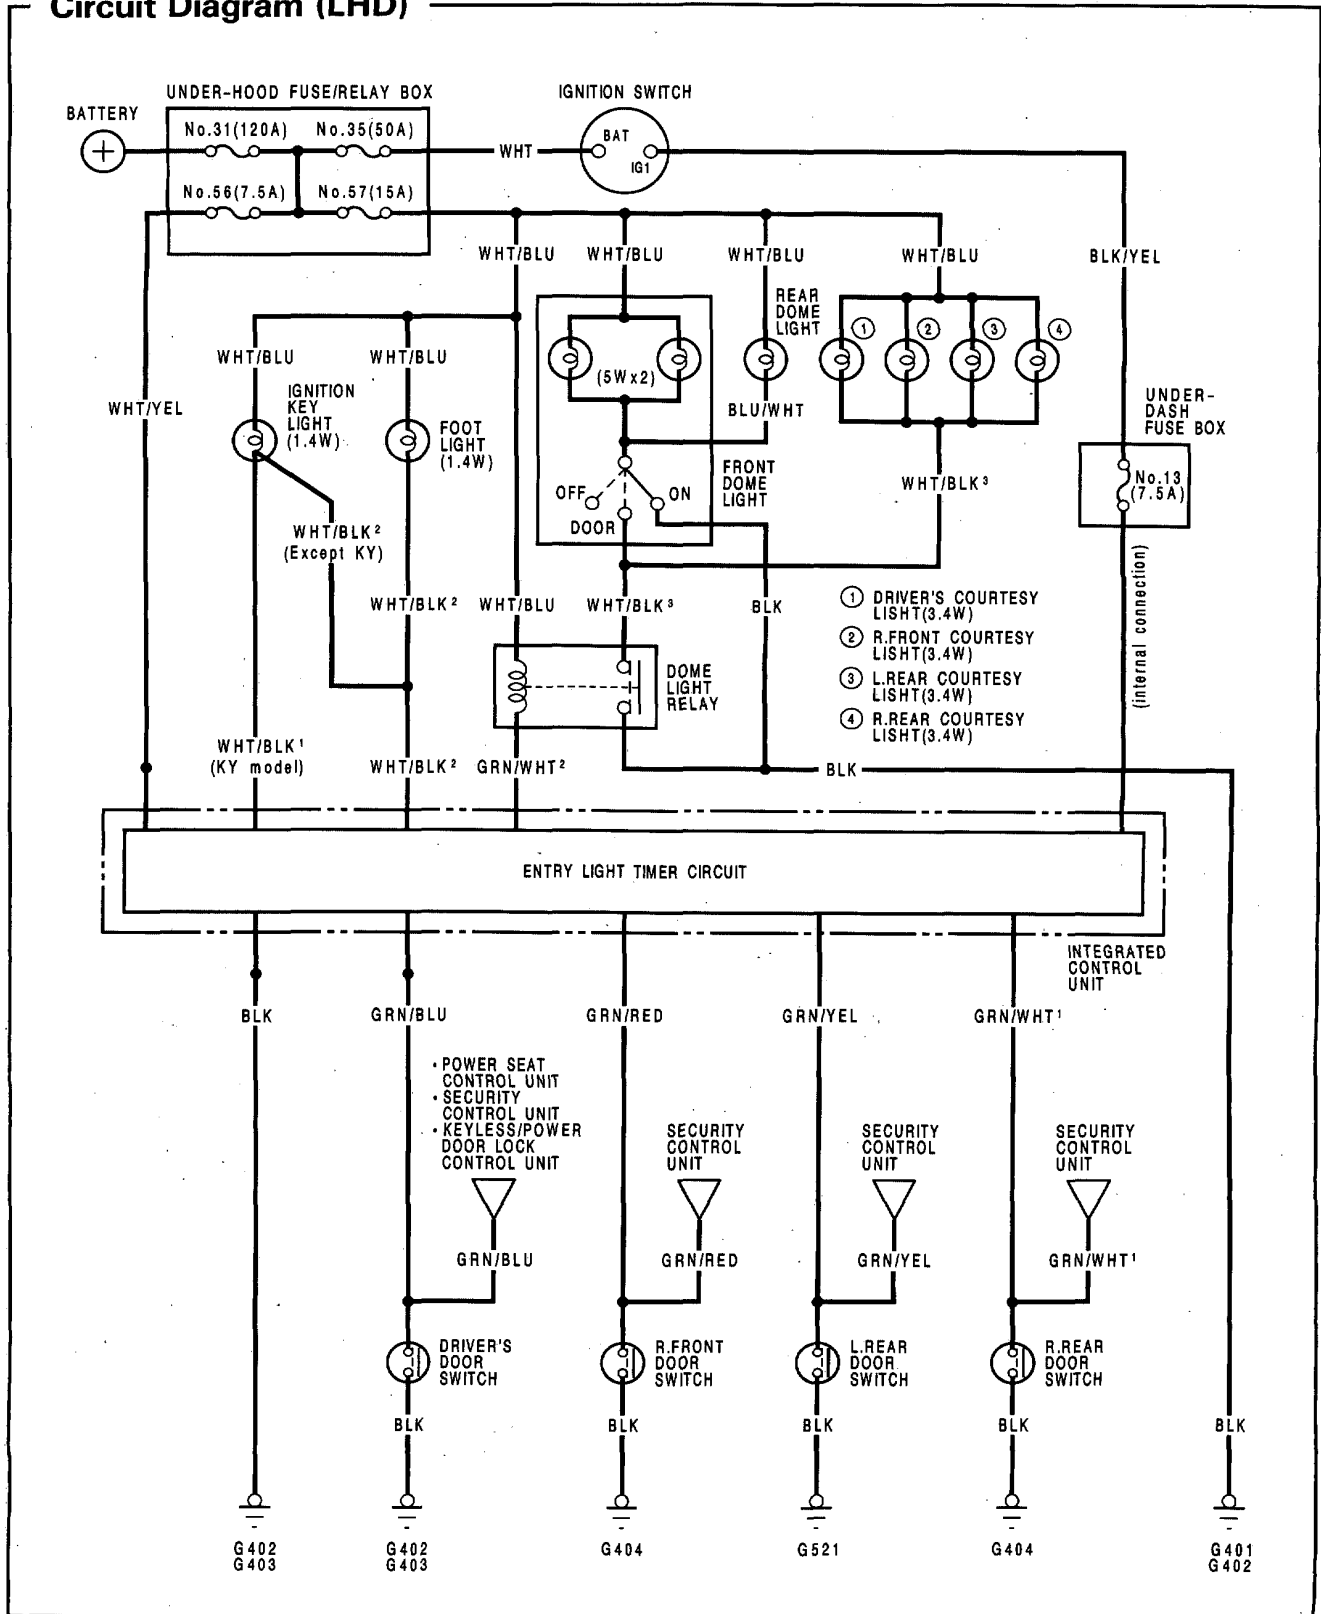 Circuit Diagram (LHD)
UNDER-HOOD FUSE/RELAY BOX
IGNITION SWITCH
BATTERY
No.31(120A)
No.35(50A)
WHT
BAT
IG1
No.56(7.5A)
No.57(15A)
WHT/BLU
WHT/BLU
WHT/BLU
WHT/BLU
BLK/YEL
REAR
DOME
LIGHT
1
2
3
4
WHT/BLU
WHT/BLU
(5Wx2)
WHT/YEL
IGNITION
KEY
LIGHT
(1.4W)
FOOT
LIGHT
(1.4W)
BLU/WHT
UNDER-
DASH
FUSE BOX
FRONT
DOME
LIGHT
OFF
ON
DOOR
WHT/BLK³
No.13
(7.5A)
WHT/BLK²
(Except KY)
(internal connection)
WHT/BLK²
WHT/BLU
WHT/BLK³
BLK
1 DRIVER'S COURTESY
LISHT(3.4W)
2 R.FRONT COURTESY
LISHT(3.4W)
3 L.REAR COURTESY
LISHT(3.4W)
4 R.REAR COURTESY
LISHT(3.4W)
DOME
LIGHT
RELAY
WHT/BLK¹
(KY model)
WHT/BLK²
GRN/WHT²
BLK
ENTRY LIGHT TIMER CIRCUIT
INTEGRATED
CONTROL
UNIT
BLK
GRN/BLU
GRN/RED
GRN/YEL
GRN/WHT¹
• POWER SEAT
CONTROL UNIT
• SECURITY
CONTROL UNIT
• KEYLESS/POWER
DOOR LOCK
CONTROL UNIT
SECURITY
CONTROL
UNIT
SECURITY
CONTROL
UNIT
SECURITY
CONTROL
UNIT
GRN/BLU
GRN/RED
GRN/YEL
GRN/WHT¹
DRIVER'S
DOOR
SWITCH
R.FRONT
DOOR
SWITCH
L.REAR
DOOR
SWITCH
R.REAR
DOOR
SWITCH
BLK
BLK
BLK
BLK
BLK
G402
G403
G402
G403
G404
G521
G404
G401
G402